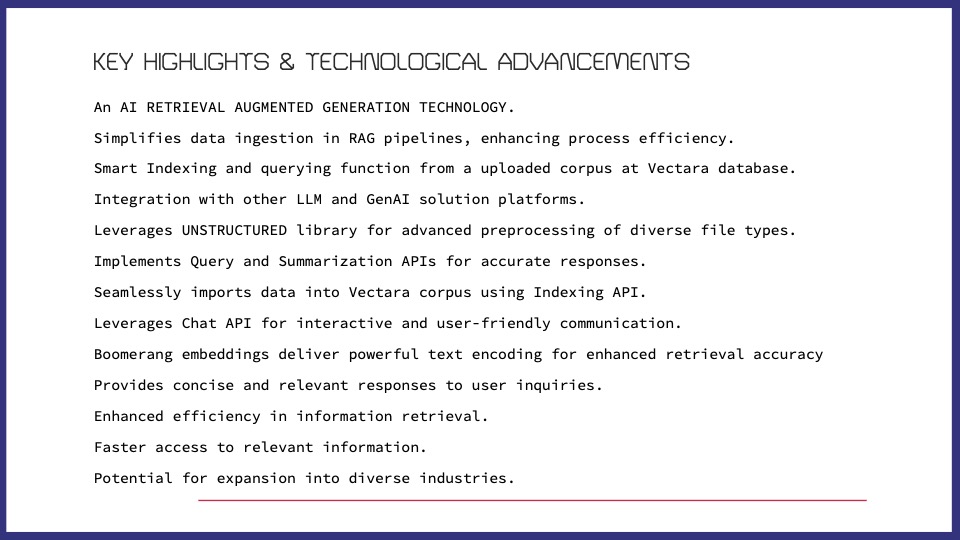 KEY HIGHLIGHTS & TECHNOLOGICAL ADVANCEMENTS
An AI RETRIEVAL AUGMENTED GENERATION TECHNOLOGY.
Simplifies data ingestion in RAG pipelines, enhancing process efficiency.
Smart Indexing and querying function from a uploaded corpus at Vectara database.
Integration with other LLM and GenAI solution platforms.
Leverages UNSTRUCTURED library for advanced preprocessing of diverse file types.
Implements Query and Summarization APIs for accurate responses.
Seamlessly imports data into Vectara corpus using Indexing API.
Leverages Chat API for interactive and user-friendly communication.
Boomerang embeddings deliver powerful text encoding for enhanced retrieval accuracy
Provides concise and relevant responses to user inquiries.
Enhanced efficiency in information retrieval.
Faster access to relevant information.
Potential for expansion into diverse industries.